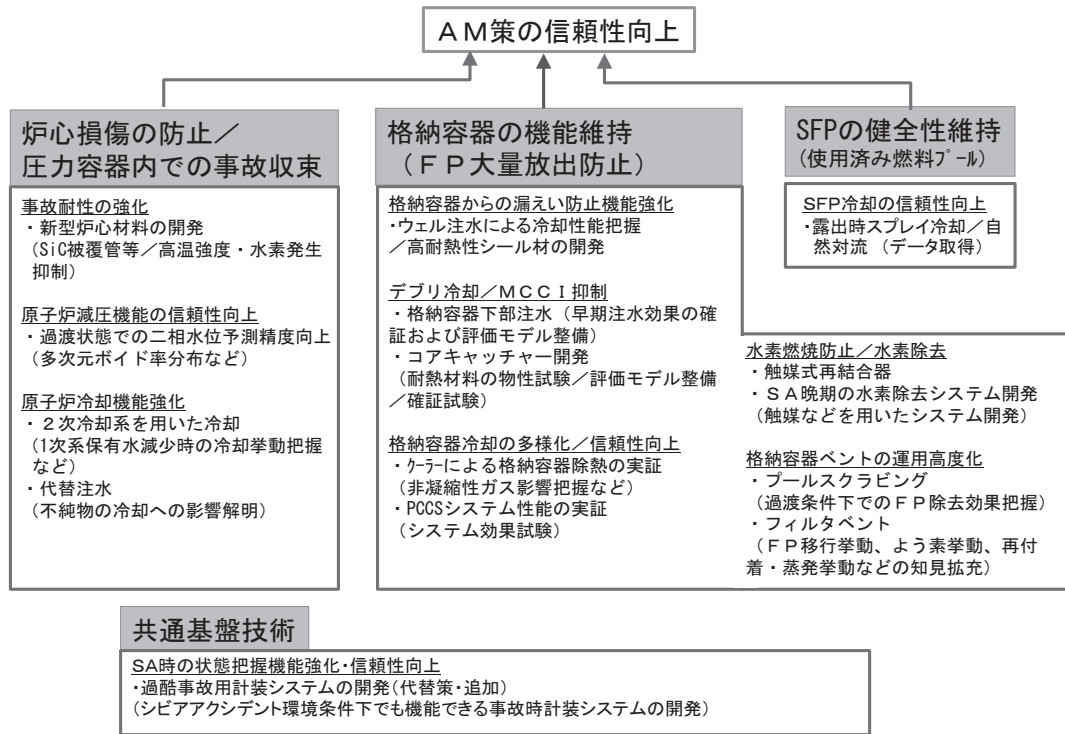 ＡＭ策の信頼性向上
炉心損傷の防止／
圧力容器内での事故収束
事故耐性の強化
・新型炉心材料の開発
(SiC被覆管等／高温強度・水素発生
抑制)
原子炉減圧機能の信頼性向上
・過渡状態での二相水位予測精度向上
(多次元ボイド率分布など)
原子炉冷却機能強化
・２次冷却系を用いた冷却
(1次系保有水減少時の冷却挙動把握
など)
・代替注水
(不純物の冷却への影響解明)
格納容器の機能維持
（ＦＰ大量放出防止）
格納容器からの漏えい防止機能強化
・ウェル注水による冷却性能把握
／高耐熱性シール材の開発
デブリ冷却／ＭＣＣＩ抑制
・格納容器下部注水（早期注水効果の確
証および評価モデル整備）
・コアキャッチャー開発
（耐熱材料の物性試験／評価モデル整備
／確証試験）
格納容器冷却の多様化／信頼性向上
・ｸｰﾗｰによる格納容器除熱の実証
（非凝縮性ガス影響把握など）
・PCCSシステム性能の実証
（システム効果試験）
SFPの健全性維持
(使用済み燃料ﾌﾟｰﾙ)
SFP冷却の信頼性向上
・露出時スプレイ冷却／自
然対流 （データ取得）
水素燃焼防止／水素除去
・触媒式再結合器
・ＳＡ晩期の水素除去システム開発
（触媒などを用いたシステム開発）
格納容器ベントの運用高度化
・プールスクラビング
（過渡条件下でのＦＰ除去効果把握）
・フィルタベント
（ＦＰ移行挙動、よう素挙動、再付
着・蒸発挙動などの知見拡充）
共通基盤技術
SA時の状態把握機能強化・信頼性向上
・過酷事故用計装システムの開発(代替策・追加)
(シビアアクシデント環境条件下でも機能できる事故時計装システムの開発)